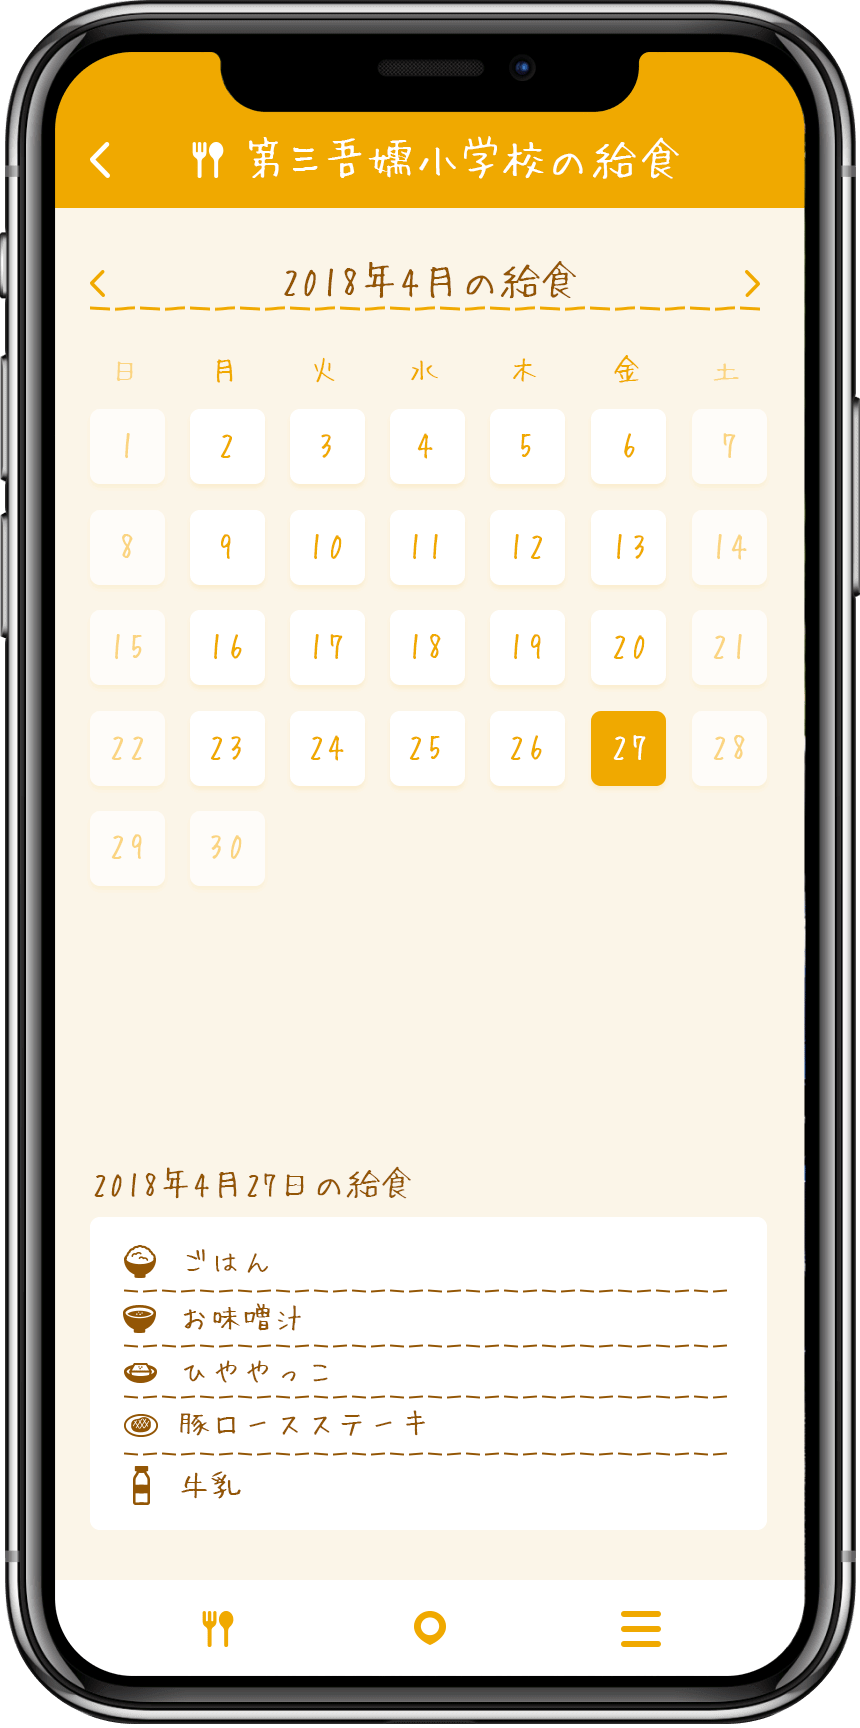 第三吾嬬小学校の給食
2018年4月の給食
日 月 火 水 木 金 土
1 2 3 4 5 6 7
8 9 10 11 12 13 14
15 16 17 18 19 20 21
22 23 24 25 26 27 28
29 30
2018年4月27日の給食
ごはん
お味噌汁
ひややっこ
豚ロースステーキ
牛乳